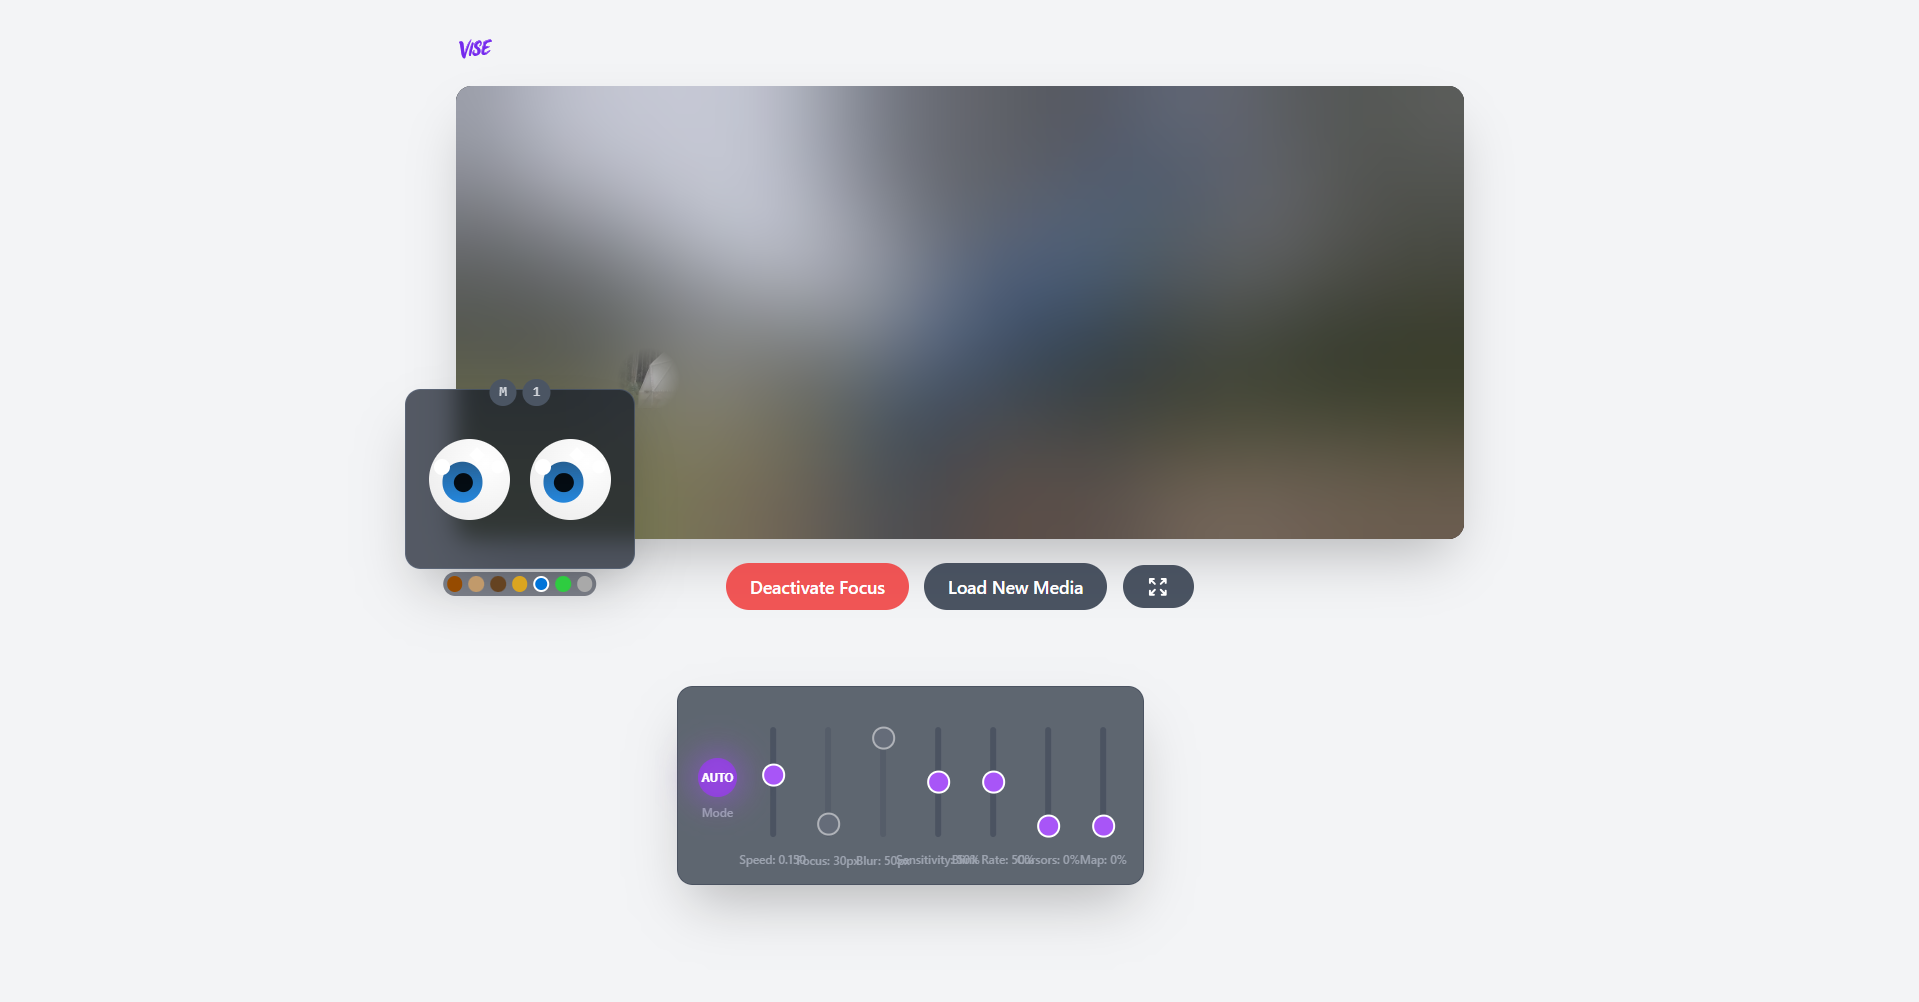 VISE
M 1
Deactivate Focus
Load New Media
AUTO
Mode
Speed: 0.150
Focus: 30px
Blur: 50px
Sensitivity: 50%
Blink Rate: 50%
Cursors: 0%
Map: 0%